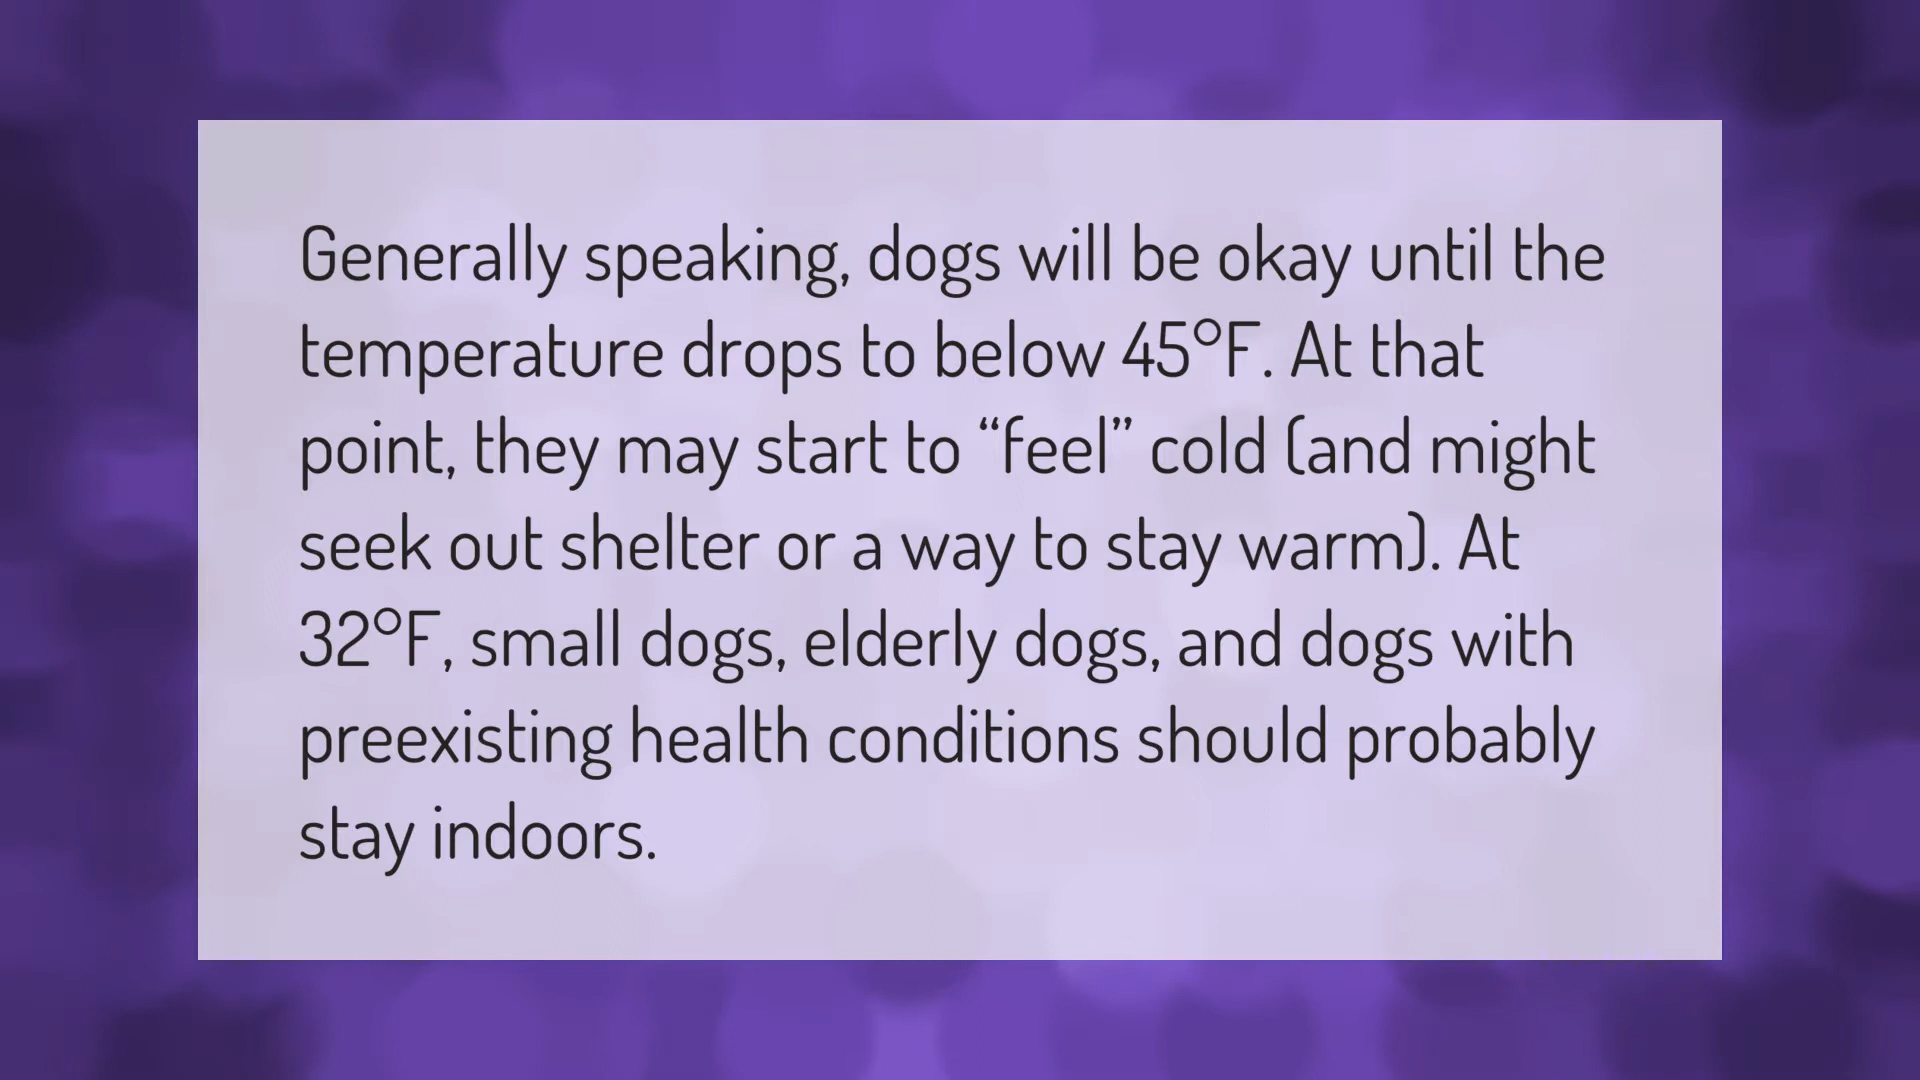 Generally speaking, dogs will be okay until the
temperature drops to below 45°F. At that
point, they may start to “feel” cold (and might
seek out shelter or a way to stay warm). At
32°F, small dogs, elderly dogs, and dogs with
preexisting health conditions should probably
stay indoors.